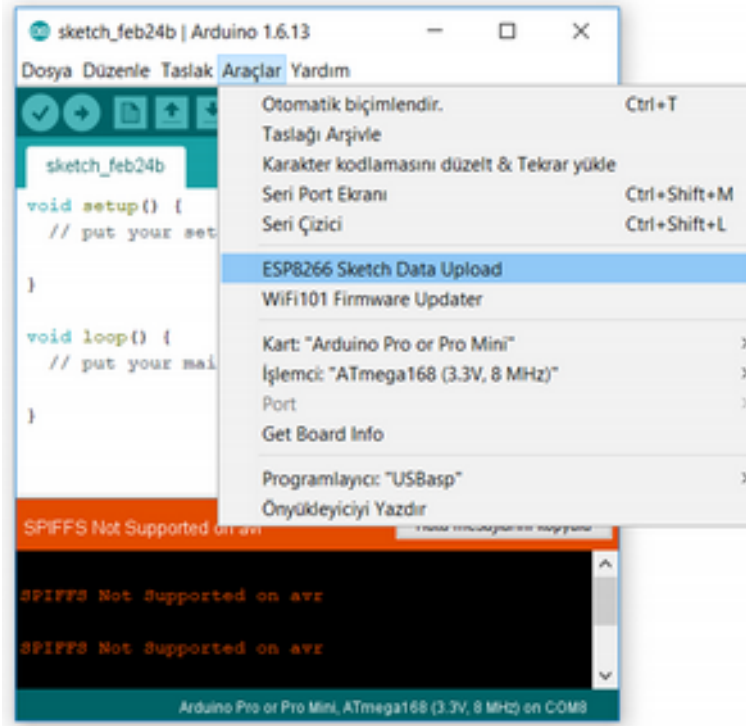 sketch_feb24b | Arduino 1.6.13
Dosya Düzenle Taslak Araçlar Yardım
Otomatik biçimlendir. Ctrl+T
Taslağı Arşivle
Karakter kodlamasını düzelt & Tekrar yükle
Seri Port Ekranı Ctrl+Shift+M
Seri Çizici Ctrl+Shift+L
ESP8266 Sketch Data Upload
WiFi101 Firmware Updater
Kart: "Arduino Pro or Pro Mini"
İşlemci: "ATmega168 (3.3V, 8 MHz)"
Port
Get Board Info
Programlayıcı: "USBasp"
Önyükleyiciyi Yazdır
sketch_feb24b
void setup() {
// put your set
}
void loop() {
// put your mai
}
SPIFFS Not Supported on avr
SPIFFS Not Supported on avr
SPIFFS Not Supported on avr
Arduino Pro or Pro Mini, ATmega168 (3.3V, 8 MHz) on COM8